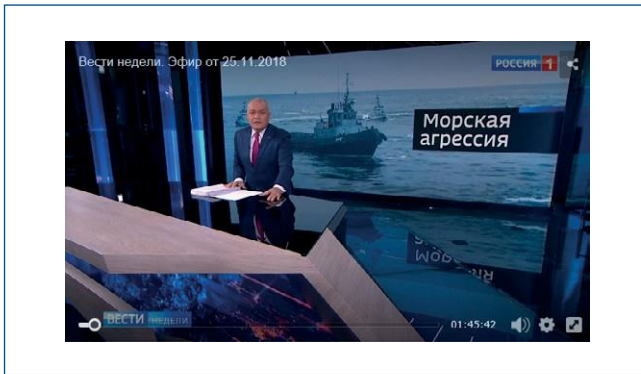 Вести недели. Эфир от 25.11.2018
РОССИЯ 1
Морская
агрессия
ВЕСТИ НЕДЕЛИ
01:45:42